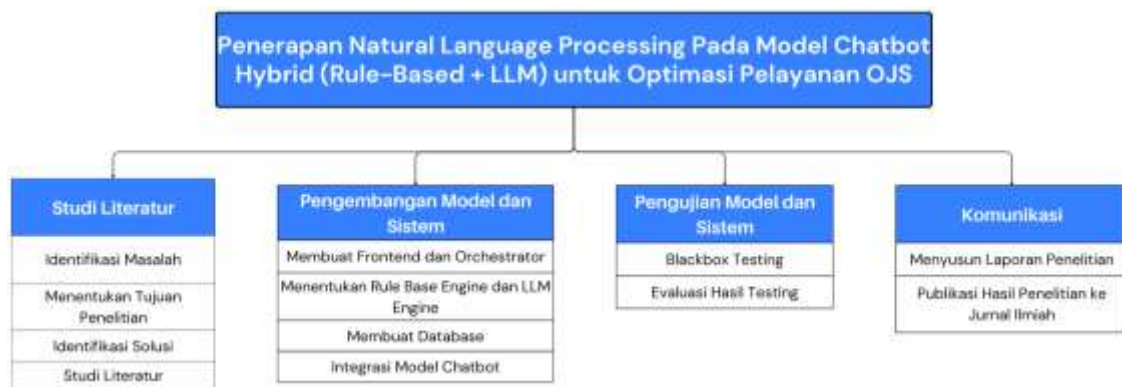 Penerapan Natural Language Processing Pada Model Chatbot
Hybrid (Rule-Based + LLM) untuk Optimasi Pelayanan OJS
Studi Literatur
Identifikasi Masalah
Menentukan Tujuan
Penelitian
Identifikasi Solusi
Studi Literatur
Pengembangan Model dan
Sistem
Membuat Frontend dan Orchestrator
Menentukan Rule Base Engine dan LLM
Engine
Membuat Database
Integrasi Model Chatbot
Pengujian Model dan
Sistem
Blackbox Testing
Evaluasi Hasil Testing
Komunikasi
Menyusun Laporan Penelitian
Publikasi Hasil Penelitian ke
Jurnal Ilmiah